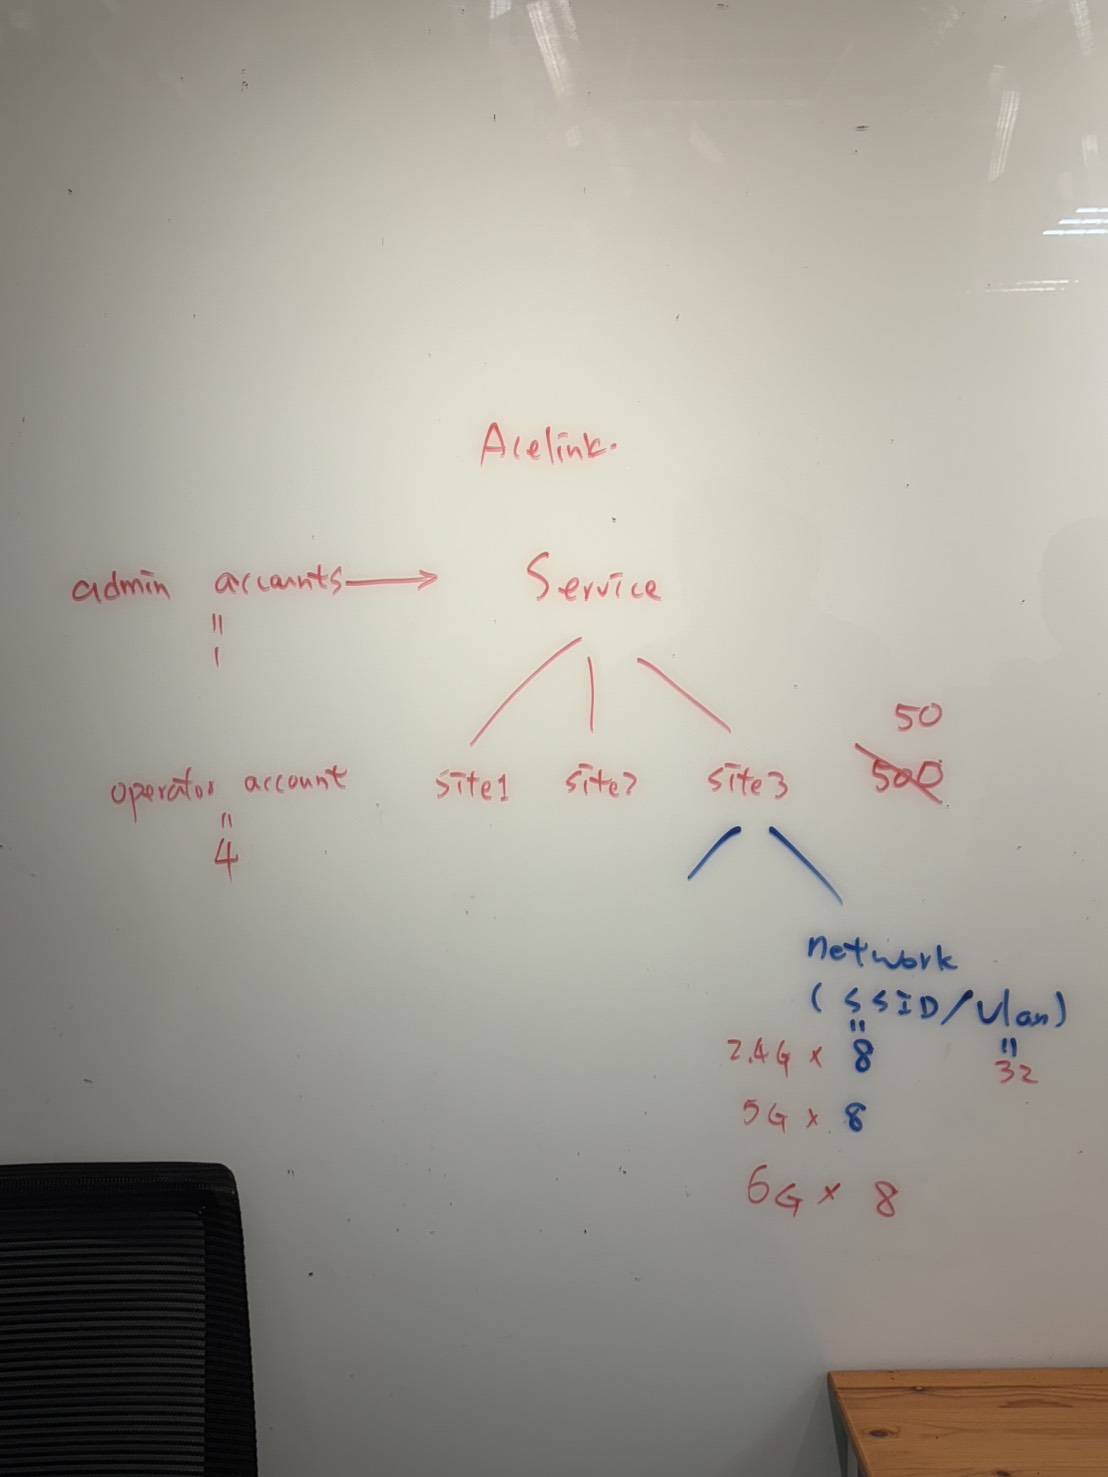 Acelink.
admin accounts → Service
"
1
50
operator account site1 site2 site3 500
"
4
network
(SSID/Vlan)
" "
2.4G x 8 32
5G x 8
6G x 8